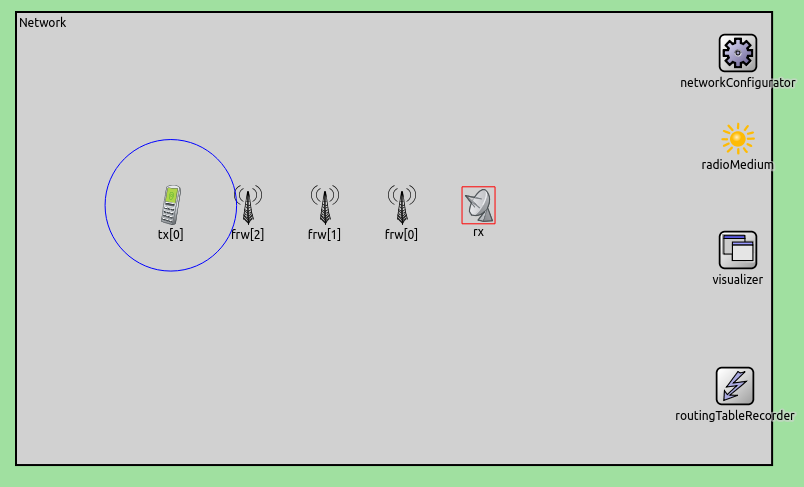 Network
networkConfigurator
radioMedium
tx[0]
frw[2]
frw[1]
frw[0]
rx
visualizer
routingTableRecorder